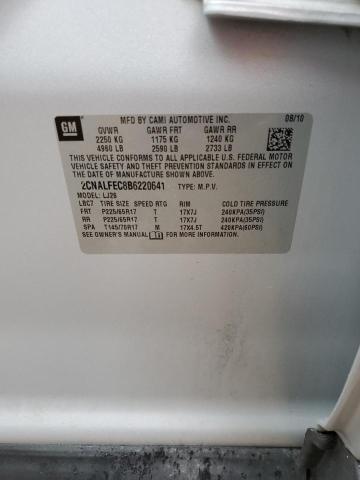 GM
MFD BY CAMI AUTOMOTIVE INC. 08/10
GVWR GAWR FRT GAWR RR
2250 KG 1175 KG 1240 KG
4960 LB 2590 LB 2733 LB
THIS VEHICLE CONFORMS TO ALL APPLICABLE U.S. FEDERAL MOTOR
VEHICLE SAFETY AND THEFT PREVENTION STANDARDS IN EFFECT ON
THE DATE OF MANUFACTURE SHOWN ABOVE.
2CNALFEC8B6220641 TYPE: M.P.V.
MODEL: LJ26
LBC7 TIRE SIZE SPEED RTG RIM COLD TIRE PRESSURE
FRT P225/65R17 T 17X7J 240KPA(35PSI)
RR P225/65R17 T 17X7J 240KPA(35PSI)
SPA T145/70R17 M 17X4.5T 420KPA(60PSI)
SEE OWNER'S MANUAL FOR MORE INFORMATION.